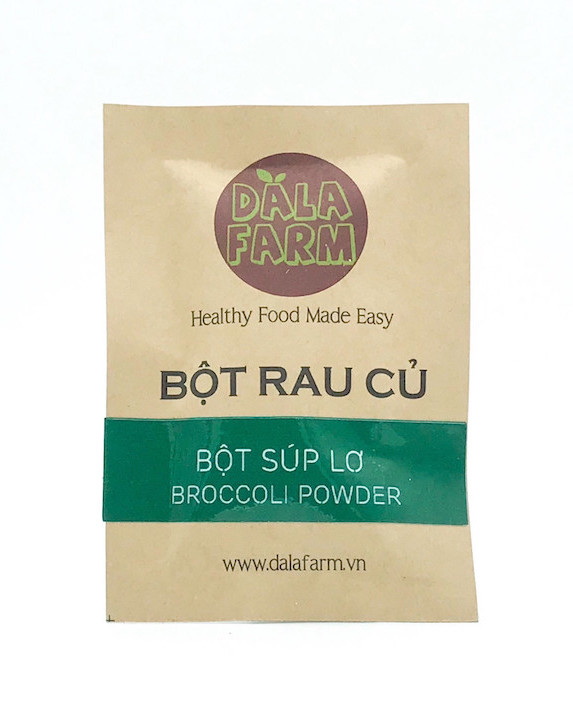 DALA
FARM
Healthy Food Made Easy
BỘT RAU CỦ
BỘT SÚP LƠ
BROCCOLI POWDER
www.dalafarm.vn